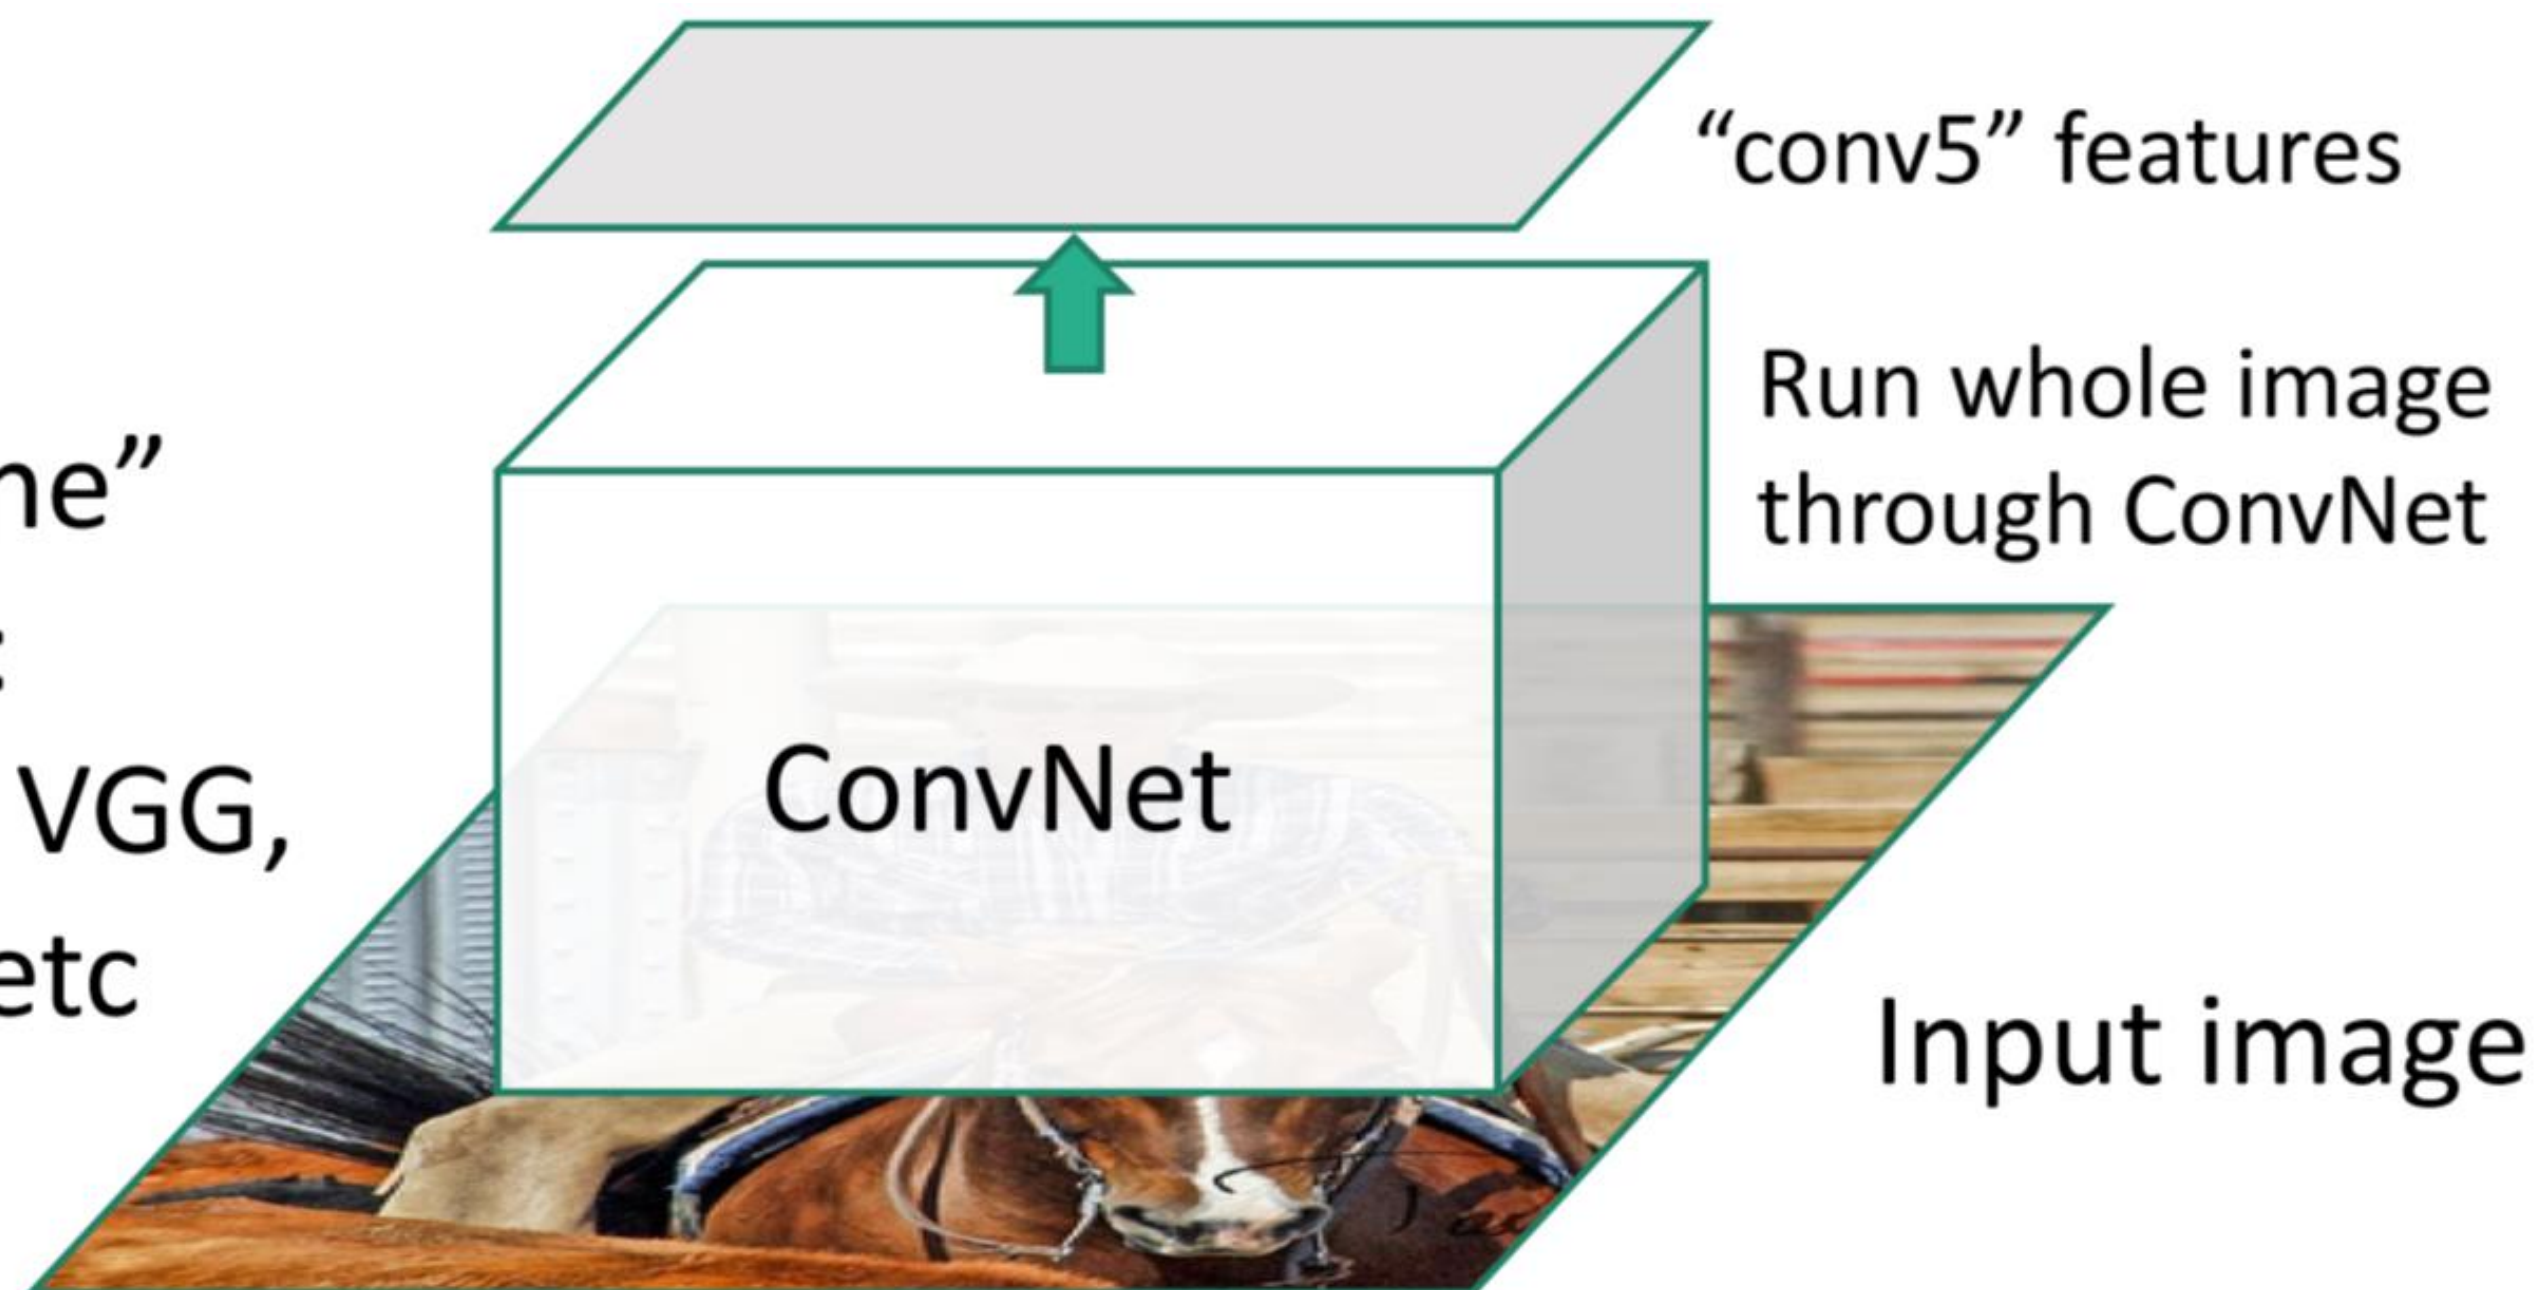 “conv5” features
Run whole image
through ConvNet
ne”
:
VGG,
etc
ConvNet
Input image